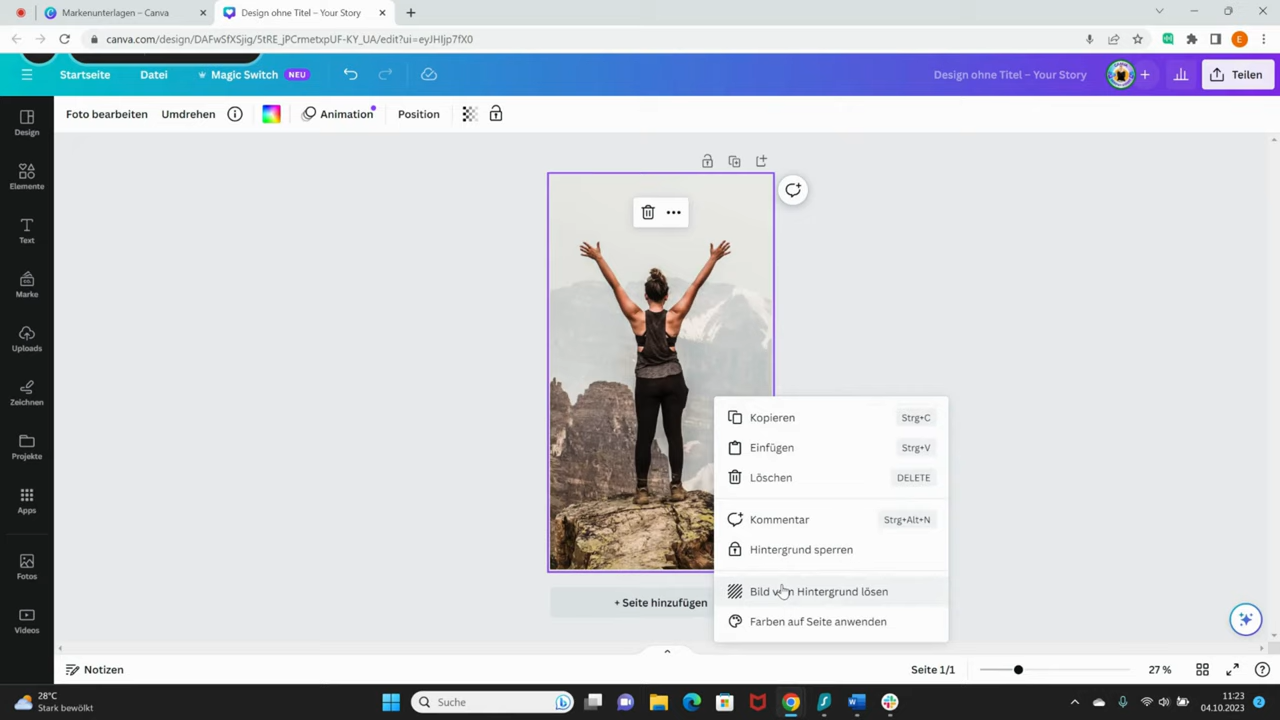 Markenunterlagen – Canva
Design ohne Titel – Your Story
canva.com/design/DAFwSfXSjig/5tRE_jPCrmetxpUF-KY_UA/edit?ui=eyJHIjp7fX0
Startseite
Datei
Magic Switch NEU
Design ohne Titel – Your Story
Teilen
Foto bearbeiten
Umdrehen
Animation
Position
Design
Elemente
Text
Marke
Uploads
Zeichnen
Projekte
Apps
Fotos
Videos
Kopieren Strg+C
Einfügen Strg+V
Löschen DELETE
Kommentar Strg+Alt+N
Hintergrund sperren
Bild vom Hintergrund lösen
Farben auf Seite anwenden
+ Seite hinzufügen
Notizen
Seite 1/1
27 %
28°C
Stark bewölkt
Suche
11:23
04.10.2023